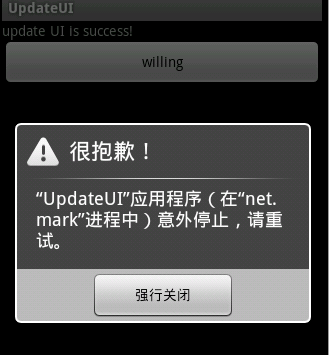 UpdateUI
update UI is success!
willing
很抱歉！
“UpdateUI”应用程序（在“net.
mark”进程中）意外停止，请重
试。
强行关闭